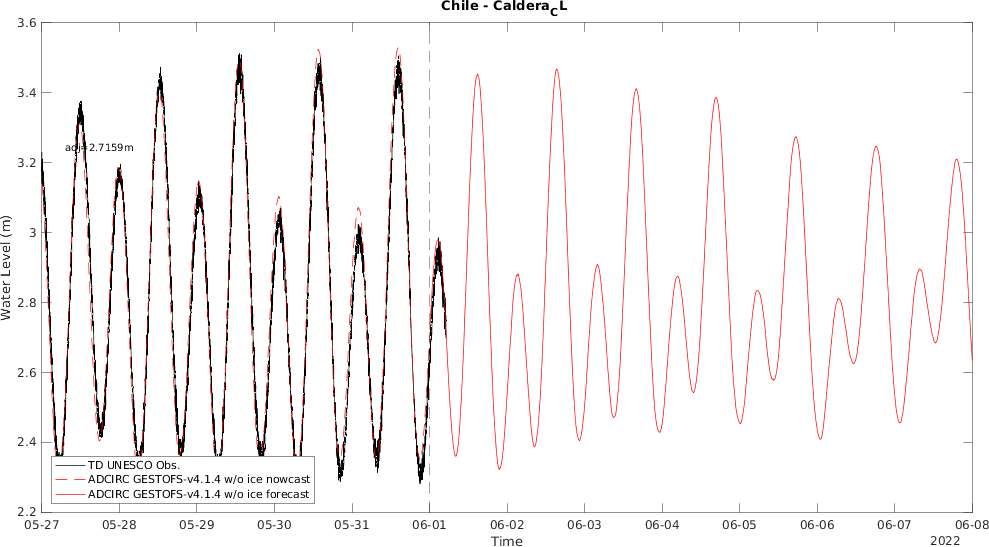 Chile - Caldera_CL
3.6
3.4
3.2
3
2.8
2.6
2.4
2.2
Water Level (m)
adj=2.7159m
TD UNESCO Obs.
ADCIRC GESTOFS-v4.1.4 w/o ice nowcast
ADCIRC GESTOFS-v4.1.4 w/o ice forecast
05-27 05-28 05-29 05-30 05-31 06-01 06-02 06-03 06-04 06-05 06-06 06-07 06-08
Time
2022